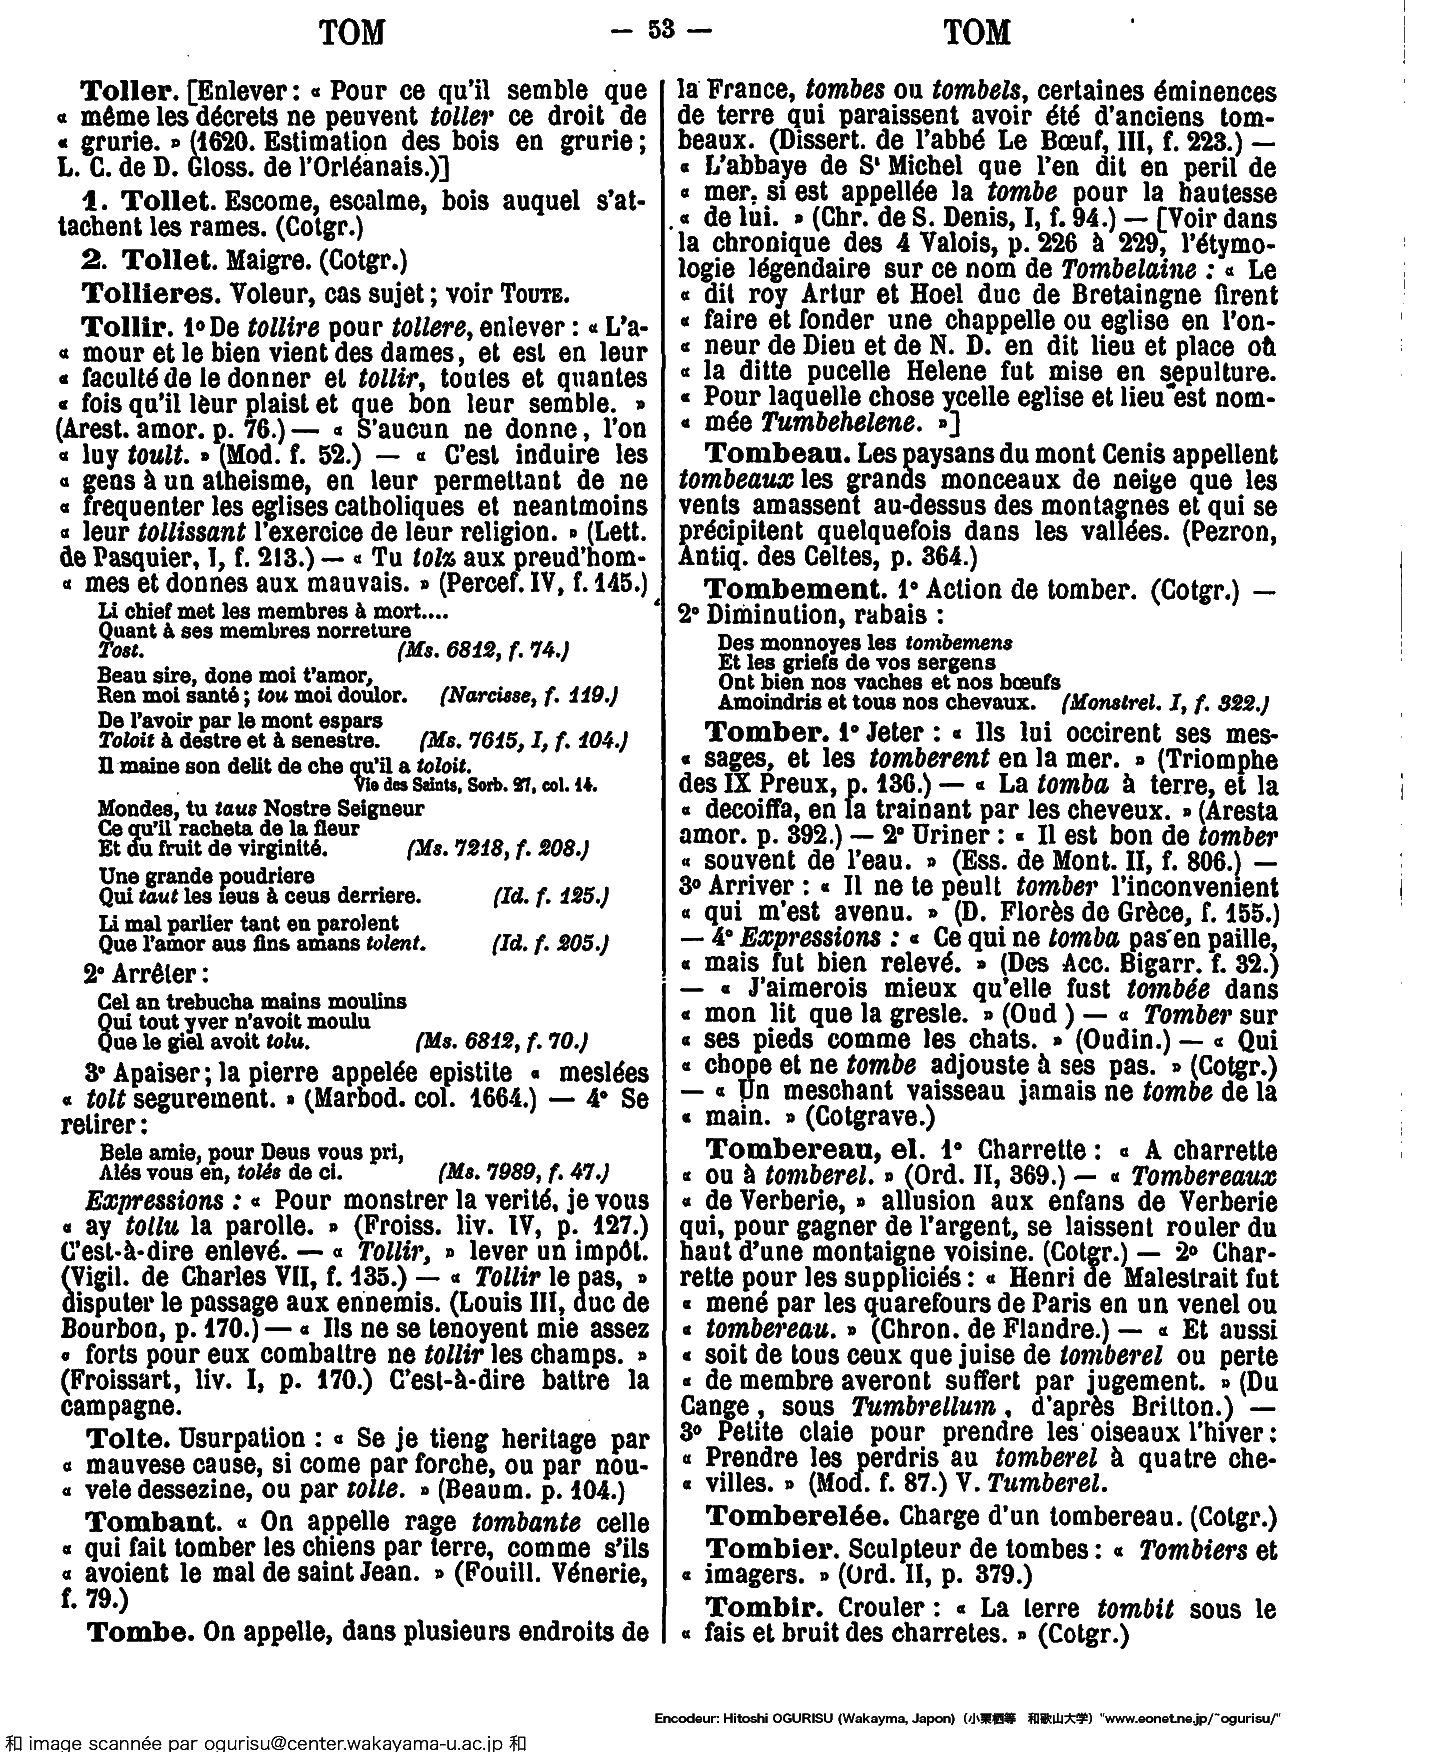 TOM — 53 — TOM
Toller. [Enlever : « Pour ce qu'il semble que
« même les décrets ne peuvent toller ce droit de
« grurie. » (1620. Estimation des bois en grurie ;
L. C. de D. Gloss. de l'Orléanais.)]
1. Tollet. Escome, escalme, bois auquel s'at-
tachent les rames. (Cotgr.)
2. Tollet. Maigre. (Cotgr.)
Tollieres. Voleur, cas sujet ; voir TOUTE.
Tollir. 1º De tollire pour tollere, enlever : « L'a-
« mour et le bien vient des dames, et est en leur
« faculté de le donner et tollir, toutes et quantes
« fois qu'il leur plaist et que bon leur semble. »
(Arest. amor. p. 76.) — « S'aucun ne donne, l'on
« luy toult. » (Mod. f. 52.) — « C'est induire les
« gens à un atheisme, en leur permettant de ne
« frequenter les eglises catholiques et neantmoins
« leur tollissant l'exercice de leur religion. » (Lett.
de Pasquier, I, f. 213.) — « Tu tolz aux preud'hom-
« mes et donnes aux mauvais. » (Percef. IV, f. 145.)
Li chief met les membres à mort....
Quant à ses membres norreture
Tost. (Ms. 6812, f. 74.)
Beau sire, done moi t'amor,
Ren moi santé ; tou moi doulor. (Narcisse, f. 119.)
De l'avoir par le mont espars
Toloit à destre et à senestre. (Ms. 7615, I, f. 104.)
Il maine son delit de che qu'il a toloit.
Vie des Saints, Sorb. 27, col. 14.
Mondes, tu taus Nostre Seigneur
Ce qu'il racheta de la fleur
Et du fruit de virginité. (Ms. 7218, f. 208.)
Une grande poudriere
Qui taut les ieus à ceus derriere. (Id. f. 125.)
Li mal parlier tant en parolent
Que l'amor aus fins amans tolent. (Id. f. 205.)
2º Arrêter :
Cel an trebucha mains moulins
Qui tout yver n'avoit moulu
Que le giel avoit tolu. (Ms. 6812, f. 70.)
3º Apaiser ; la pierre appelée epistite « meslées
« tolt segurement. » (Marbod. col. 1664.) — 4º Se
retirer :
Bele amie, pour Deus vous pri,
Alés vous en, tolés de ci. (Ms. 7989, f. 47.)
Expressions : « Pour monstrer la verité, je vous
« ay tollu la parolle. » (Froiss. liv. IV, p. 127.)
C'est-à-dire enlevé. — « Tollir, » lever un impôt.
(Vigil. de Charles VII, f. 135.) — « Tollir le pas, »
disputer le passage aux ennemis. (Louis III, duc de
Bourbon, p. 170.) — « Ils ne se tenoyent mie assez
« forts pour eux combattre ne tollir les champs. »
(Froissart, liv. I, p. 170.) C'est-à-dire battre la
campagne.
Tolte. Usurpation : « Se je tieng heritage par
« mauvese cause, si come par forche, ou par nou-
« vele dessezine, ou par tolte. » (Beaum. p. 104.)
Tombant. « On appelle rage tombante celle
« qui fait tomber les chiens par terre, comme s'ils
« avoient le mal de saint Jean. » (Fouill. Vénerie,
f. 79.)
Tombe. On appelle, dans plusieurs endroits de
la France, tombes ou tombels, certaines éminences
de terre qui paraissent avoir été d'anciens tom-
beaux. (Dissert. de l'abbé Le Bœuf, III, f. 223.) —
« L'abbaye de St Michel que l'en dit en peril de
« mer, si est appellée la tombe pour la hautesse
« de lui. » (Chr. de S. Denis, I, f. 94.) — [Voir dans
la chronique des 4 Valois, p. 226 à 229, l'étymo-
logie légendaire sur ce nom de Tombelaine : « Le
« dit roy Artur et Hoel duc de Bretaingne firent
« faire et fonder une chappelle ou eglise en l'on-
« neur de Dieu et de N. D. en dit lieu et place où
« la ditte pucelle Helene fut mise en sepulture.
« Pour laquelle chose ycelle eglise et lieu est nom-
« mée Tumbehelene. »]
Tombeau. Les paysans du mont Cenis appellent
tombeaux les grands monceaux de neige que les
vents amassent au-dessus des montagnes et qui se
précipitent quelquefois dans les vallées. (Pezron,
Antiq. des Celtes, p. 364.)
Tombement. 1º Action de tomber. (Cotgr.) —
2º Diminution, rabais :
Des monnoyes les tombemens
Et les griefs de vos sergens
Ont bien nos vaches et nos bœufs
Amoindris et tous nos chevaux. (Monstrel. I, f. 322.)
Tomber. 1º Jeter : « Ils lui occirent ses mes-
« sages, et les tomberent en la mer. » (Triomphe
des IX Preux, p. 136.) — « La tomba à terre, et la
« decoiffa, en la trainant par les cheveux. » (Aresta
amor. p. 392.) — 2º Uriner : « Il est bon de tomber
« souvent de l'eau. » (Ess. de Mont. II, f. 806.) —
3º Arriver : « Il ne te peult tomber l'inconvenient
« qui m'est avenu. » (D. Florès de Grèce, f. 155.)
— 4º Expressions : « Ce qui ne tomba pas en paille,
« mais fut bien relevé. » (Des Acc. Bigarr. f. 32.)
— « J'aimerois mieux qu'elle fust tombée dans
« mon lit que la gresle. » (Oud ) — « Tomber sur
« ses pieds comme les chats. » (Oudin.) — « Qui
« chope et ne tombe adjouste à ses pas. » (Cotgr.)
— « Un meschant vaisseau jamais ne tombe de la
« main. » (Cotgrave.)
Tombereau, el. 1º Charrette : « A charrette
« ou à tomberel. » (Ord. II, 369.) — « Tombereaux
« de Verberie, » allusion aux enfans de Verberie
qui, pour gagner de l'argent, se laissent rouler du
haut d'une montaigne voisine. (Cotgr.) — 2º Char-
rette pour les suppliciés : « Henri de Malestrait fut
« mené par les quarefours de Paris en un venel ou
« tombereau. » (Chron. de Flandre.) — « Et aussi
« soit de tous ceux que juise de tomberel ou perte
« de membre averont suffert par jugement. » (Du
Cange, sous Tumbrellum, d'après Britton.) —
3º Petite claie pour prendre les oiseaux l'hiver :
« Prendre les perdris au tomberel à quatre che-
« villes. » (Mod. f. 87.) V. Tumberel.
Tomberelée. Charge d'un tombereau. (Cotgr.)
Tombier. Sculpteur de tombes : « Tombiers et
« imagers. » (Ord. II, p. 379.)
Tombir. Crouler : « La terre tombit sous le
« fais et bruit des charretes. » (Cotgr.)
Encodeur: Hitoshi OGURISU (Wakayma, Japon) (小栗栖等 和歌山大学) "www.eonet.ne.jp/~ogurisu/"
和 image scannée par ogurisu@center.wakayama-u.ac.jp 和